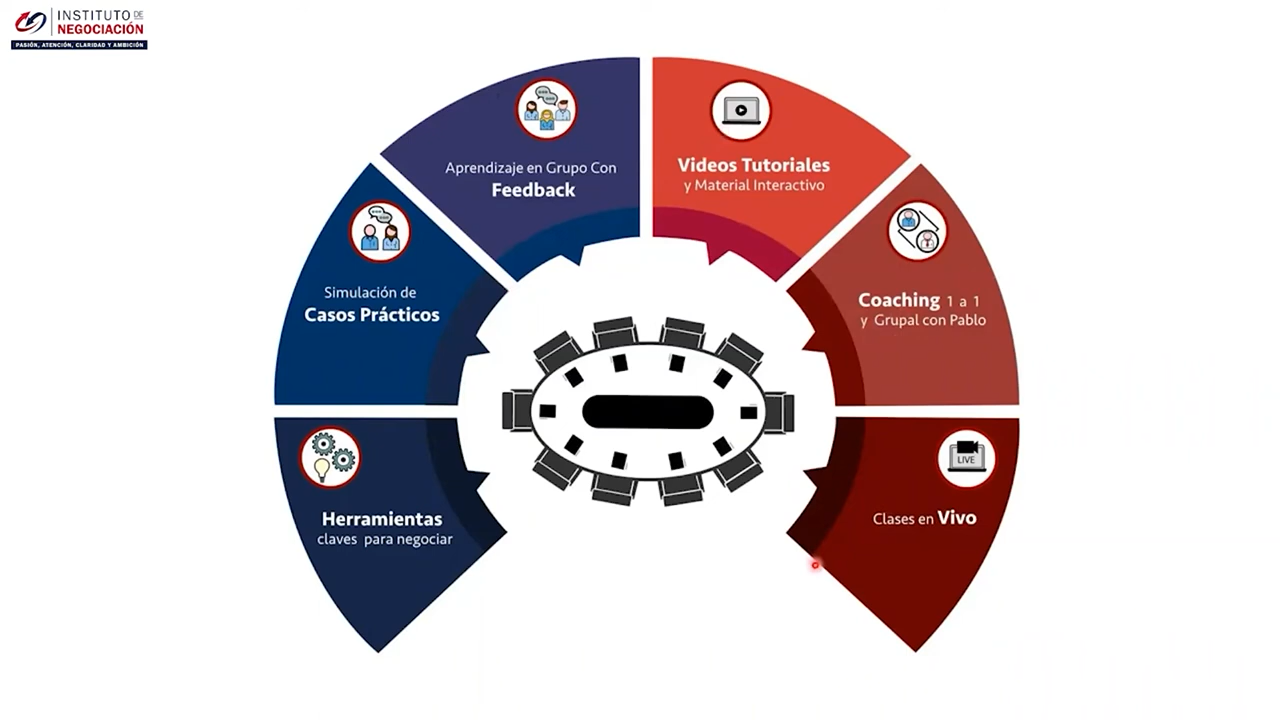 INSTITUTO DE
NEGOCIACIÓN
PASIÓN, ATENCIÓN, CLARIDAD Y AMBICIÓN
Aprendizaje en Grupo Con
Feedback
Videos Tutoriales
y Material Interactivo
Simulación de
Casos Prácticos
Coaching 1 a 1
y Grupal con Pablo
Herramientas
claves para negociar
LIVE
Clases en Vivo